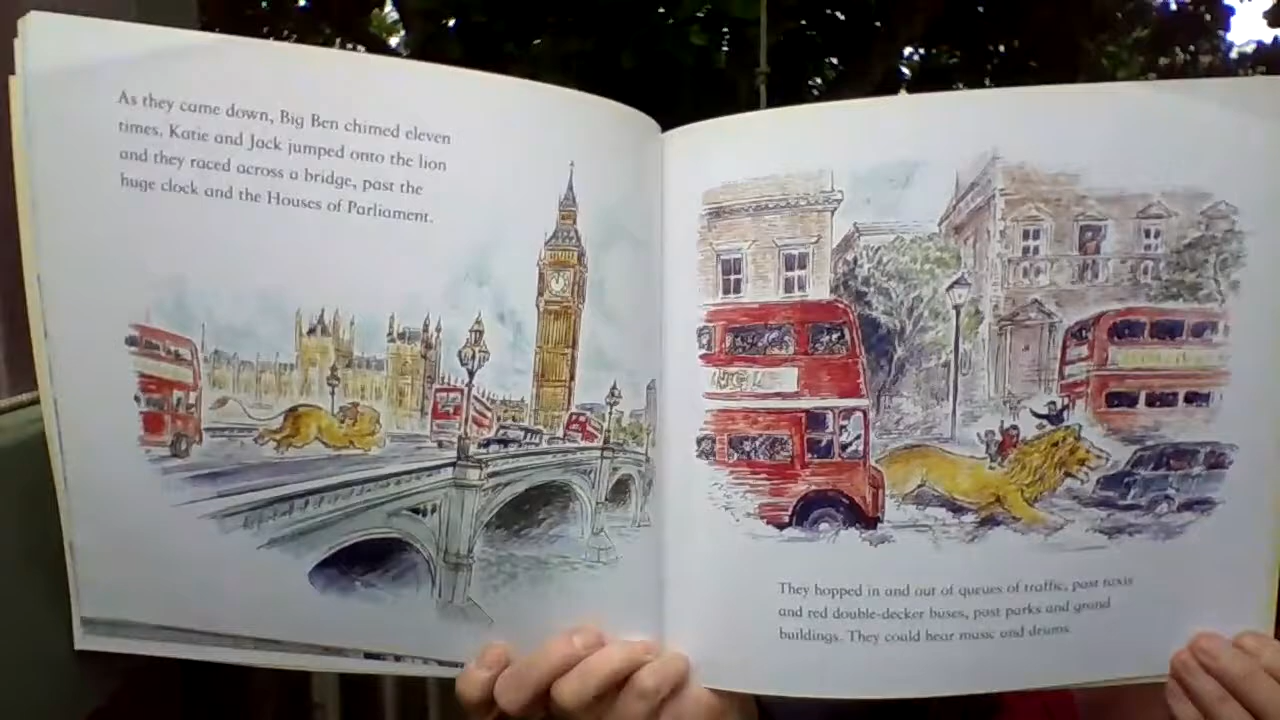 As they came down, Big Ben chimed eleven
times. Katie and Jack jumped onto the lion
and they raced across a bridge, past the
huge clock and the Houses of Parliament.
They hopped in and out of queues of traffic, past taxis
and red double-decker buses, past parks and grand
buildings. They could hear music and drums.